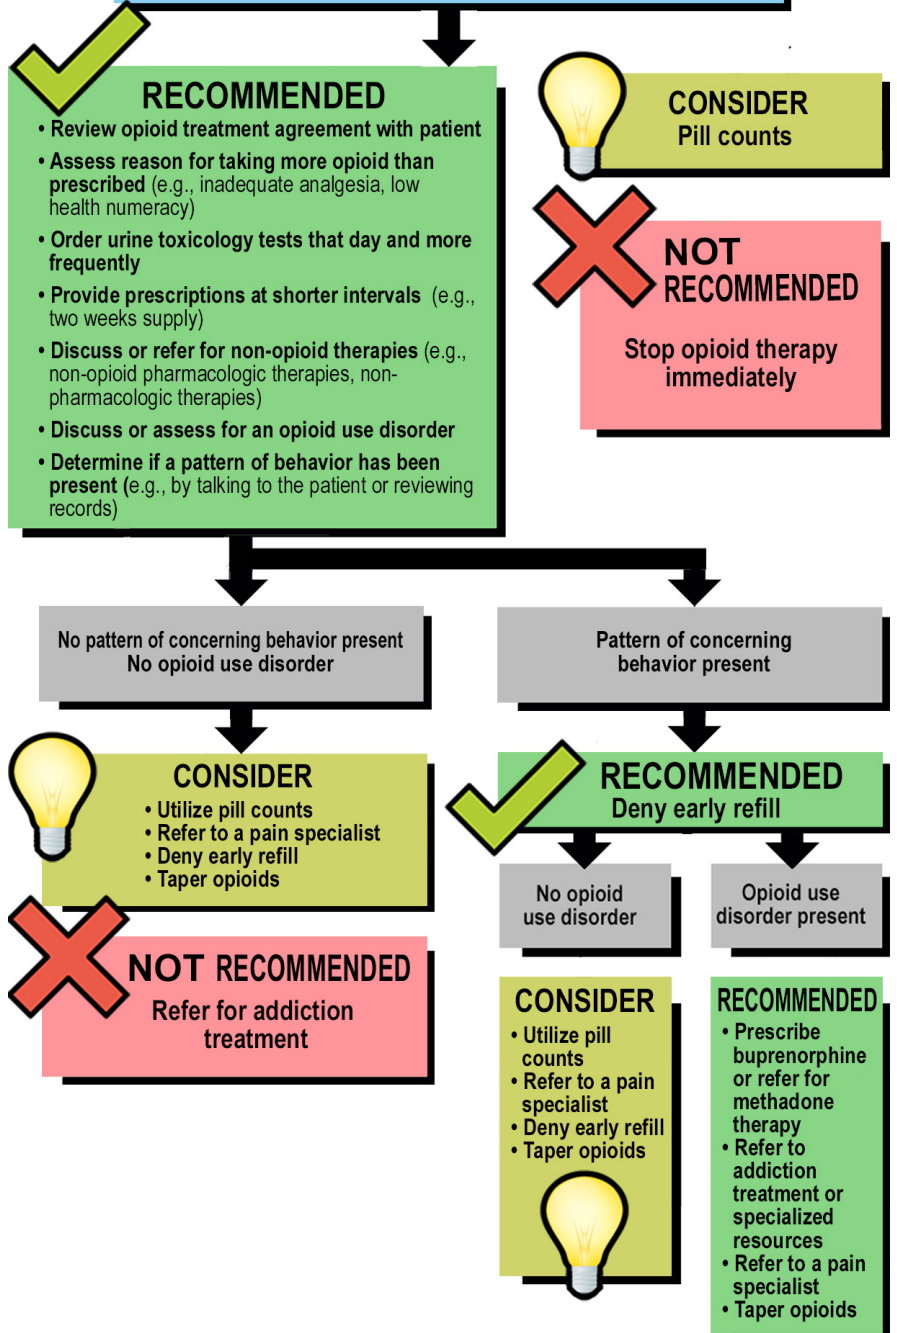 RECOMMENDED
• Review opioid treatment agreement with patient
• Assess reason for taking more opioid than
prescribed (e.g., inadequate analgesia, low
health numeracy)
• Order urine toxicology tests that day and more
frequently
• Provide prescriptions at shorter intervals (e.g.,
two weeks supply)
• Discuss or refer for non-opioid therapies (e.g.,
non-opioid pharmacologic therapies, non-
pharmacologic therapies)
• Discuss or assess for an opioid use disorder
• Determine if a pattern of behavior has been
present (e.g., by talking to the patient or reviewing
records)
CONSIDER
Pill counts
NOT
RECOMMENDED
Stop opioid therapy
immediately
No pattern of concerning behavior present
No opioid use disorder
CONSIDER
• Utilize pill counts
• Refer to a pain specialist
• Deny early refill
• Taper opioids
NOT RECOMMENDED
Refer for addiction
treatment
Pattern of concerning
behavior present
RECOMMENDED
Deny early refill
No opioid
use disorder
CONSIDER
• Utilize pill
counts
• Refer to a pain
specialist
• Deny early refill
• Taper opioids
Opioid use
disorder present
RECOMMENDED
• Prescribe
buprenorphine
or refer for
methadone
therapy
• Refer to
addiction
treatment or
specialized
resources
• Refer to a pain
specialist
• Taper opioids